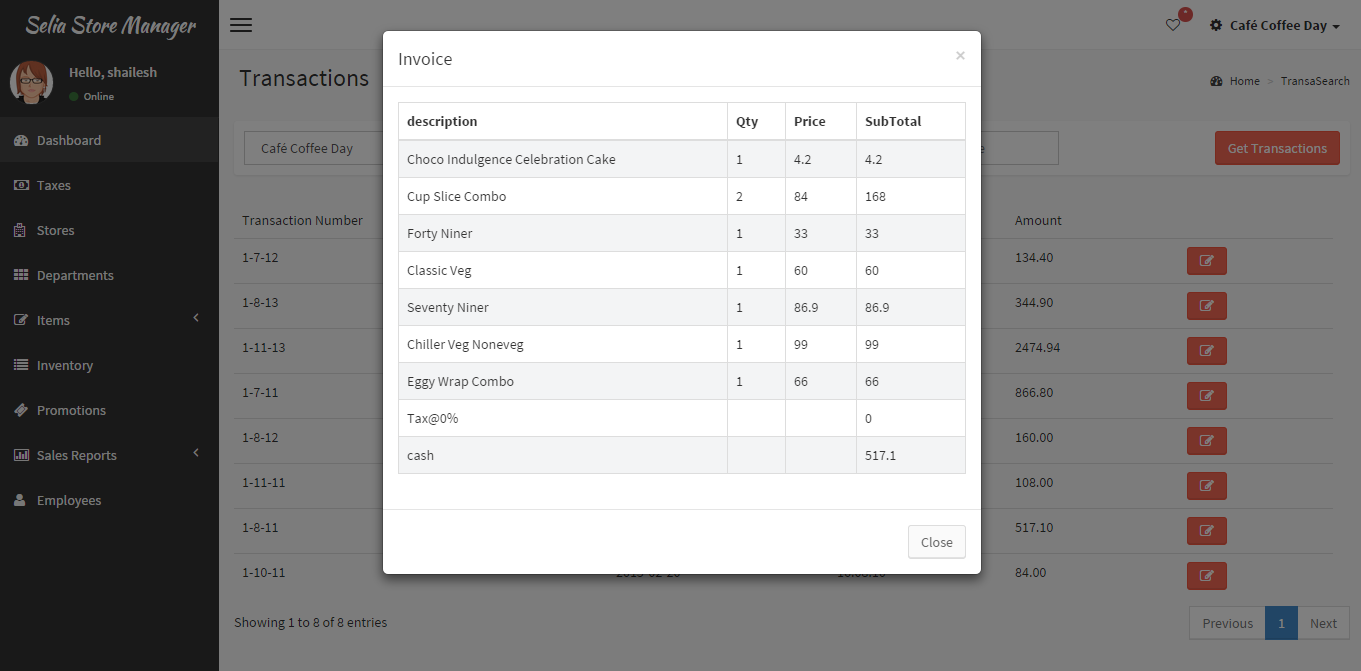 Selia Store Manager
Café Coffee Day
Hello, shailesh
Online
Dashboard
Taxes
Stores
Departments
Items
Inventory
Promotions
Sales Reports
Employees
Transactions
Home > TransaSearch
Café Coffee Day
Get Transactions
Transaction Number Amount
1-7-12 134.40
1-8-13 344.90
1-11-13 2474.94
1-7-11 866.80
1-8-12 160.00
1-11-11 108.00
1-8-11 517.10
1-10-11 84.00
Showing 1 to 8 of 8 entries
Previous 1 Next
Invoice ×
description Qty Price SubTotal
Choco Indulgence Celebration Cake 1 4.2 4.2
Cup Slice Combo 2 84 168
Forty Niner 1 33 33
Classic Veg 1 60 60
Seventy Niner 1 86.9 86.9
Chiller Veg Noneveg 1 99 99
Eggy Wrap Combo 1 66 66
Tax@0% 0
cash 517.1
Close